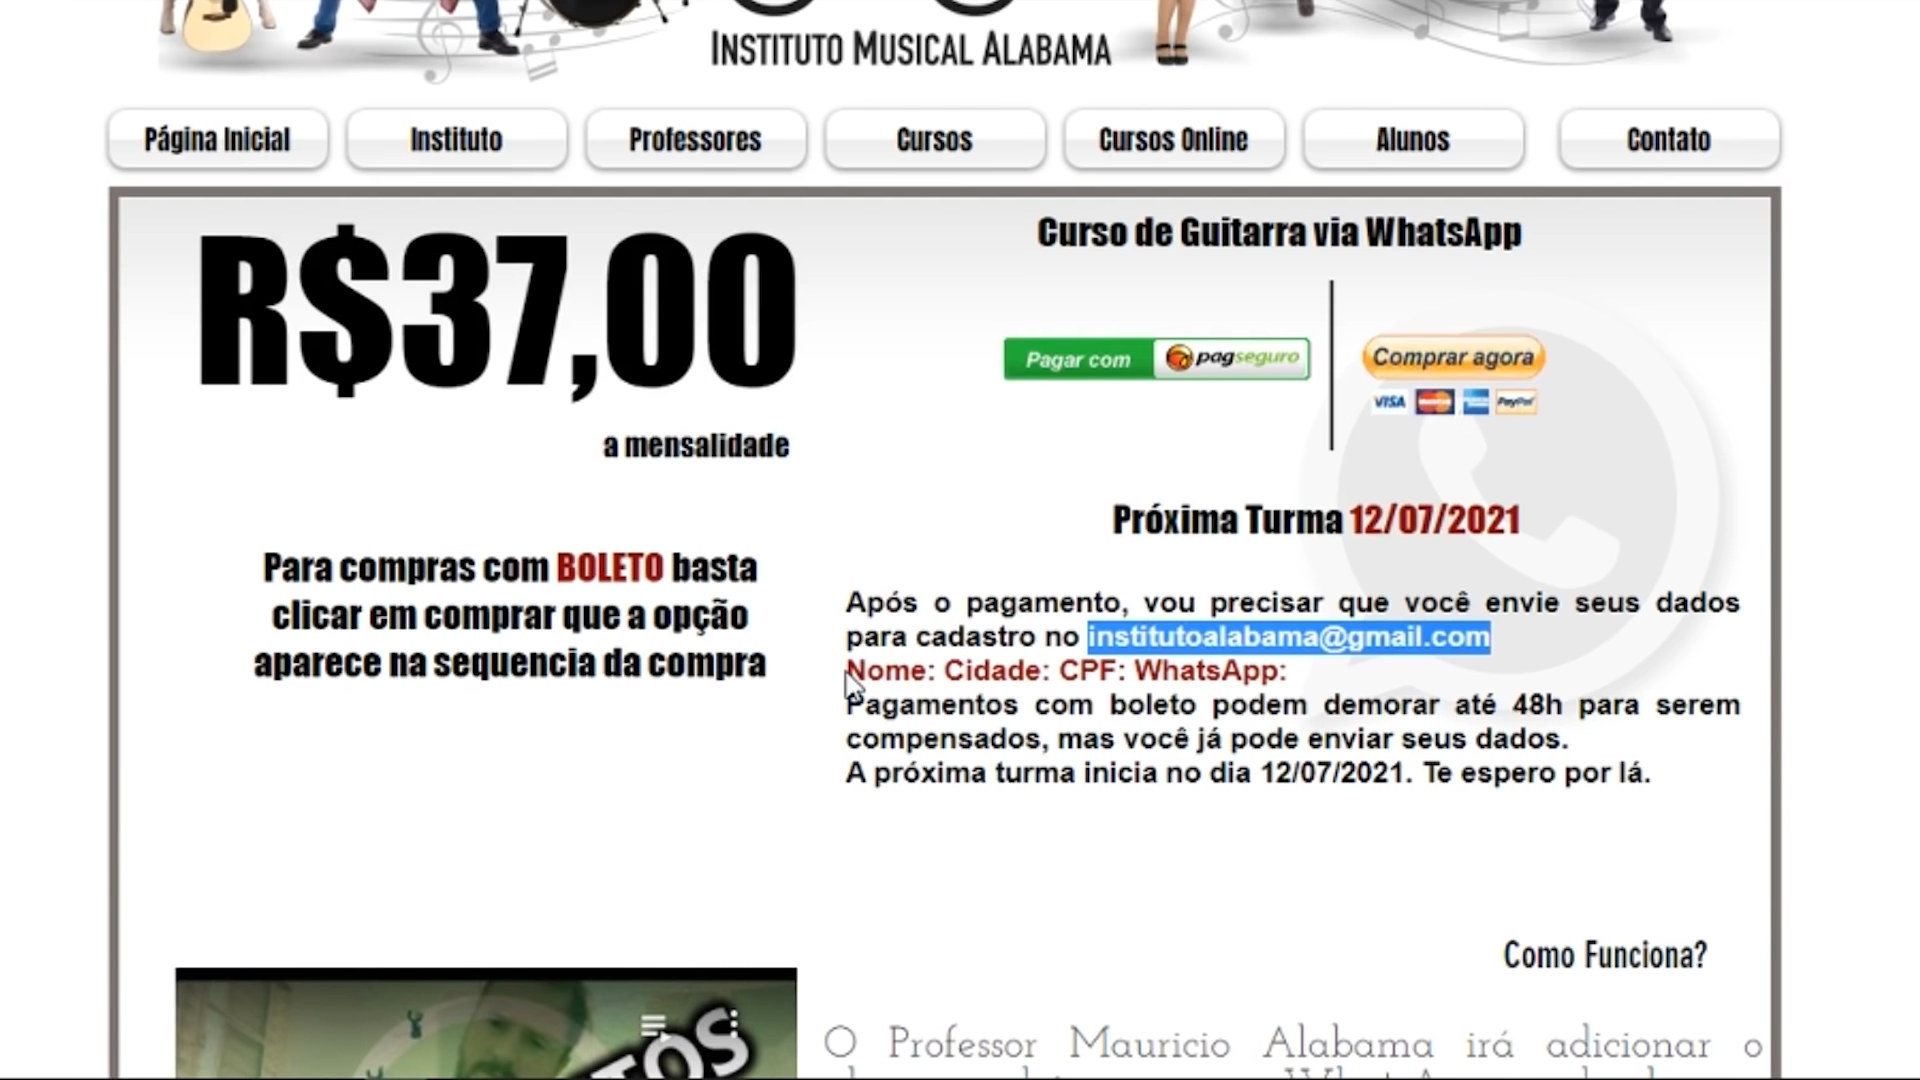 INSTITUTO MUSICAL ALABAMA
Página Inicial
Instituto
Professores
Cursos
Cursos Online
Alunos
Contato
R$37,00
a mensalidade
Para compras com BOLETO basta
clicar em comprar que a opção
aparece na sequencia da compra
Curso de Guitarra via WhatsApp
Pagar com pagseguro
Comprar agora
VISA
PayPal
Próxima Turma 12/07/2021
Após o pagamento, vou precisar que você envie seus dados
para cadastro no institutoalabama@gmail.com
Nome: Cidade: CPF: WhatsApp:
Pagamentos com boleto podem demorar até 48h para serem
compensados, mas você já pode enviar seus dados.
A próxima turma inicia no dia 12/07/2021. Te espero por lá.
Como Funciona?
O Professor Mauricio Alabama irá adicionar o